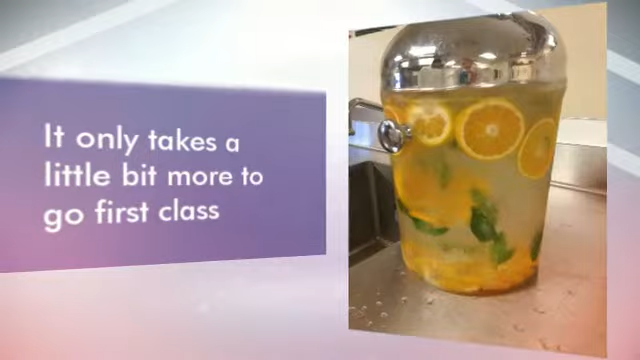 It only takes a
little bit more to
go first class